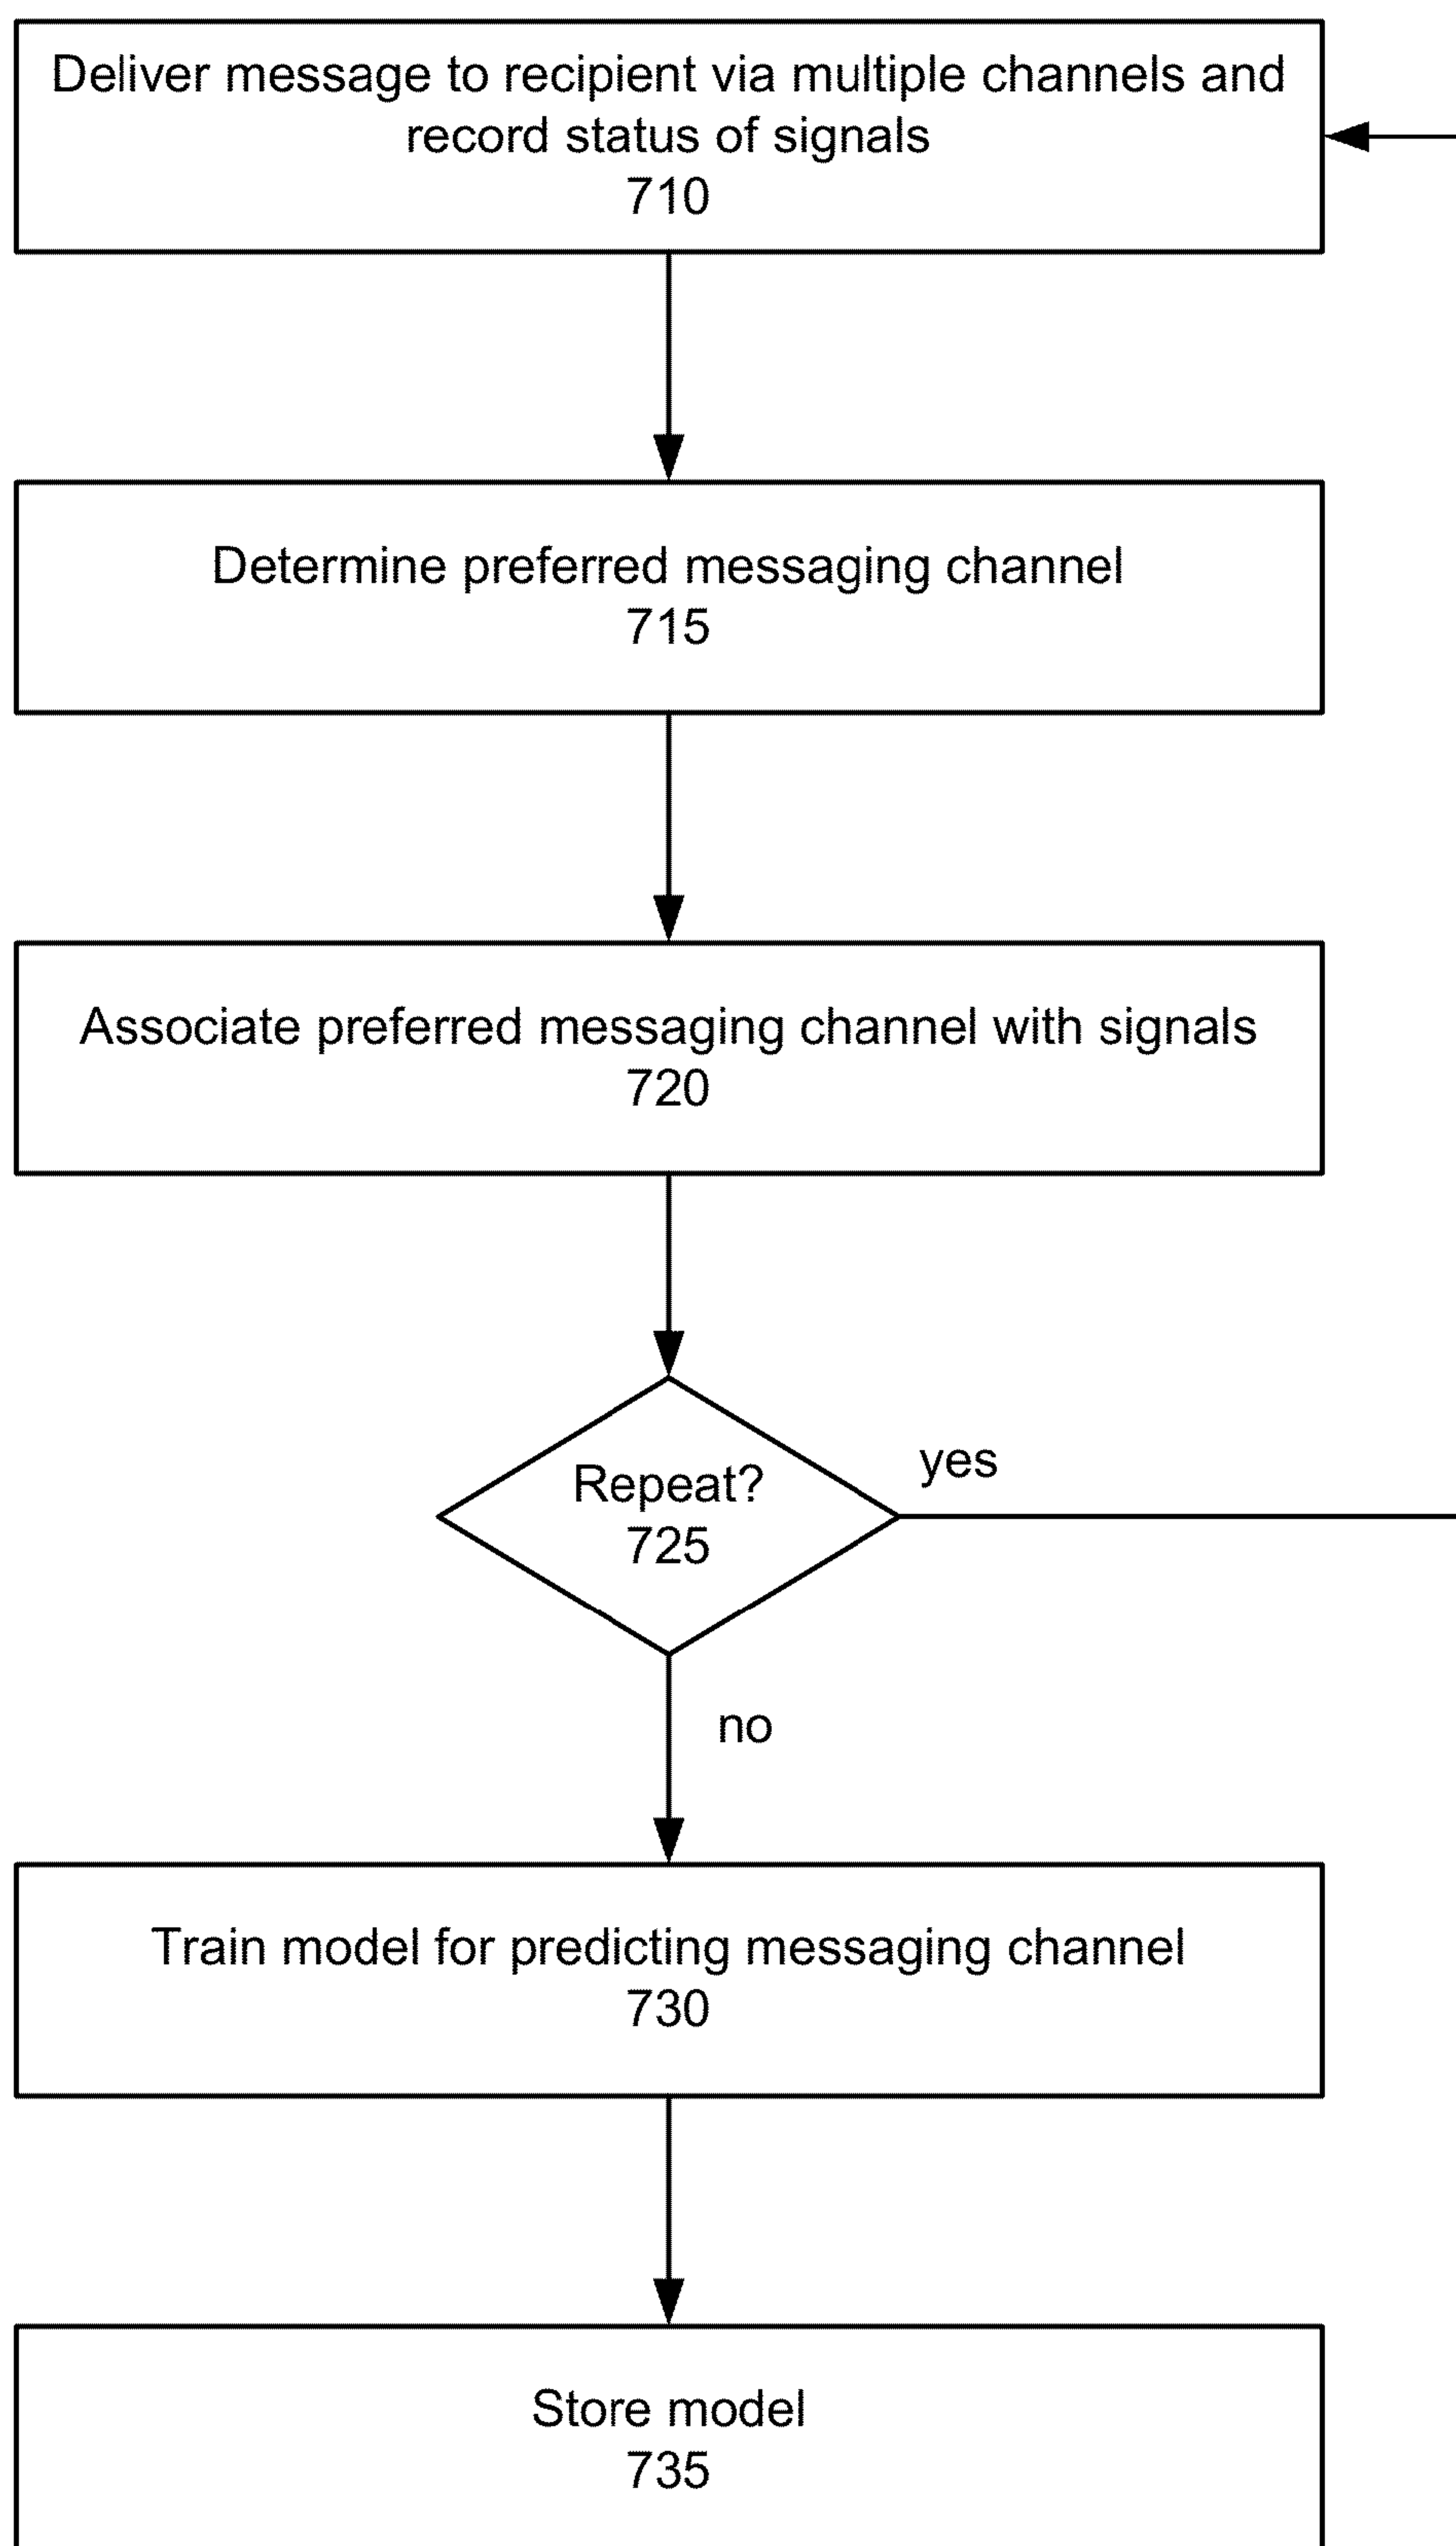 Deliver message to recipient via multiple channels and
record status of signals
710
Determine preferred messaging channel
715
Associate preferred messaging channel with signals
720
Repeat?
725
yes
no
Train model for predicting messaging channel
730
Store model
735